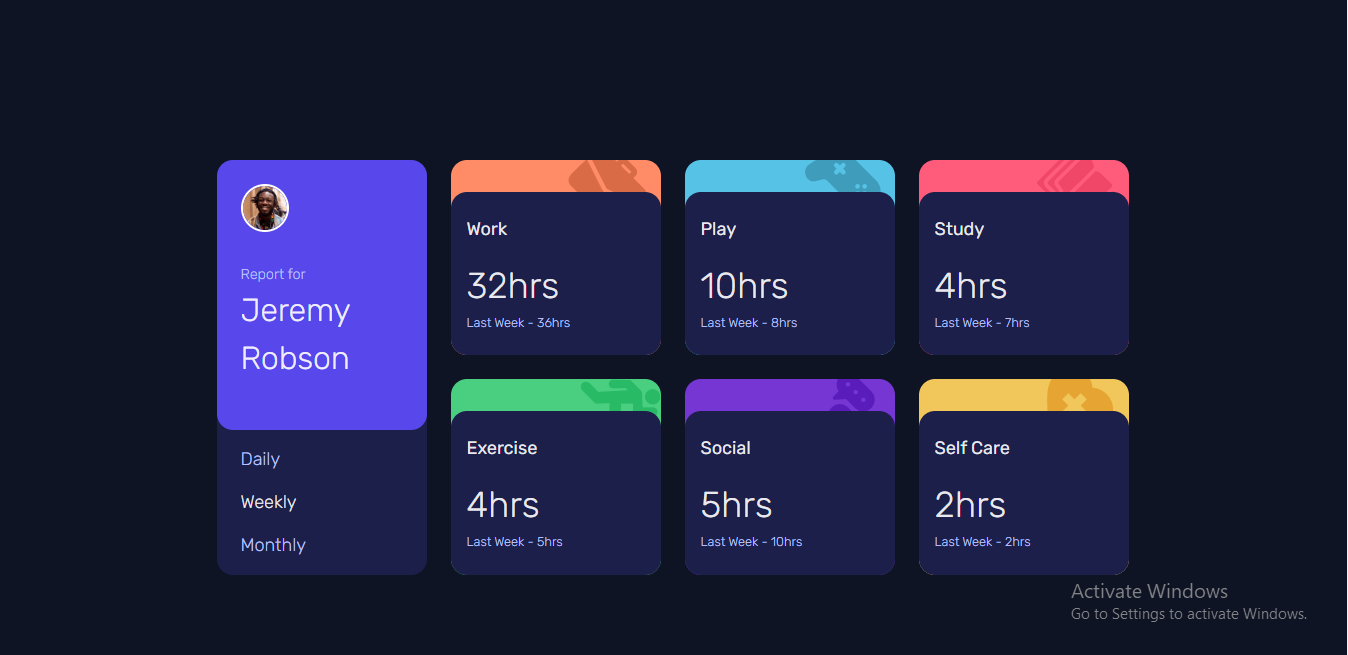 Report for
Jeremy
Robson
Daily
Weekly
Monthly
Work
32hrs
Last Week - 36hrs
Play
10hrs
Last Week - 8hrs
Study
4hrs
Last Week - 7hrs
Exercise
4hrs
Last Week - 5hrs
Social
5hrs
Last Week - 10hrs
Self Care
2hrs
Last Week - 2hrs
Activate Windows
Go to Settings to activate Windows.